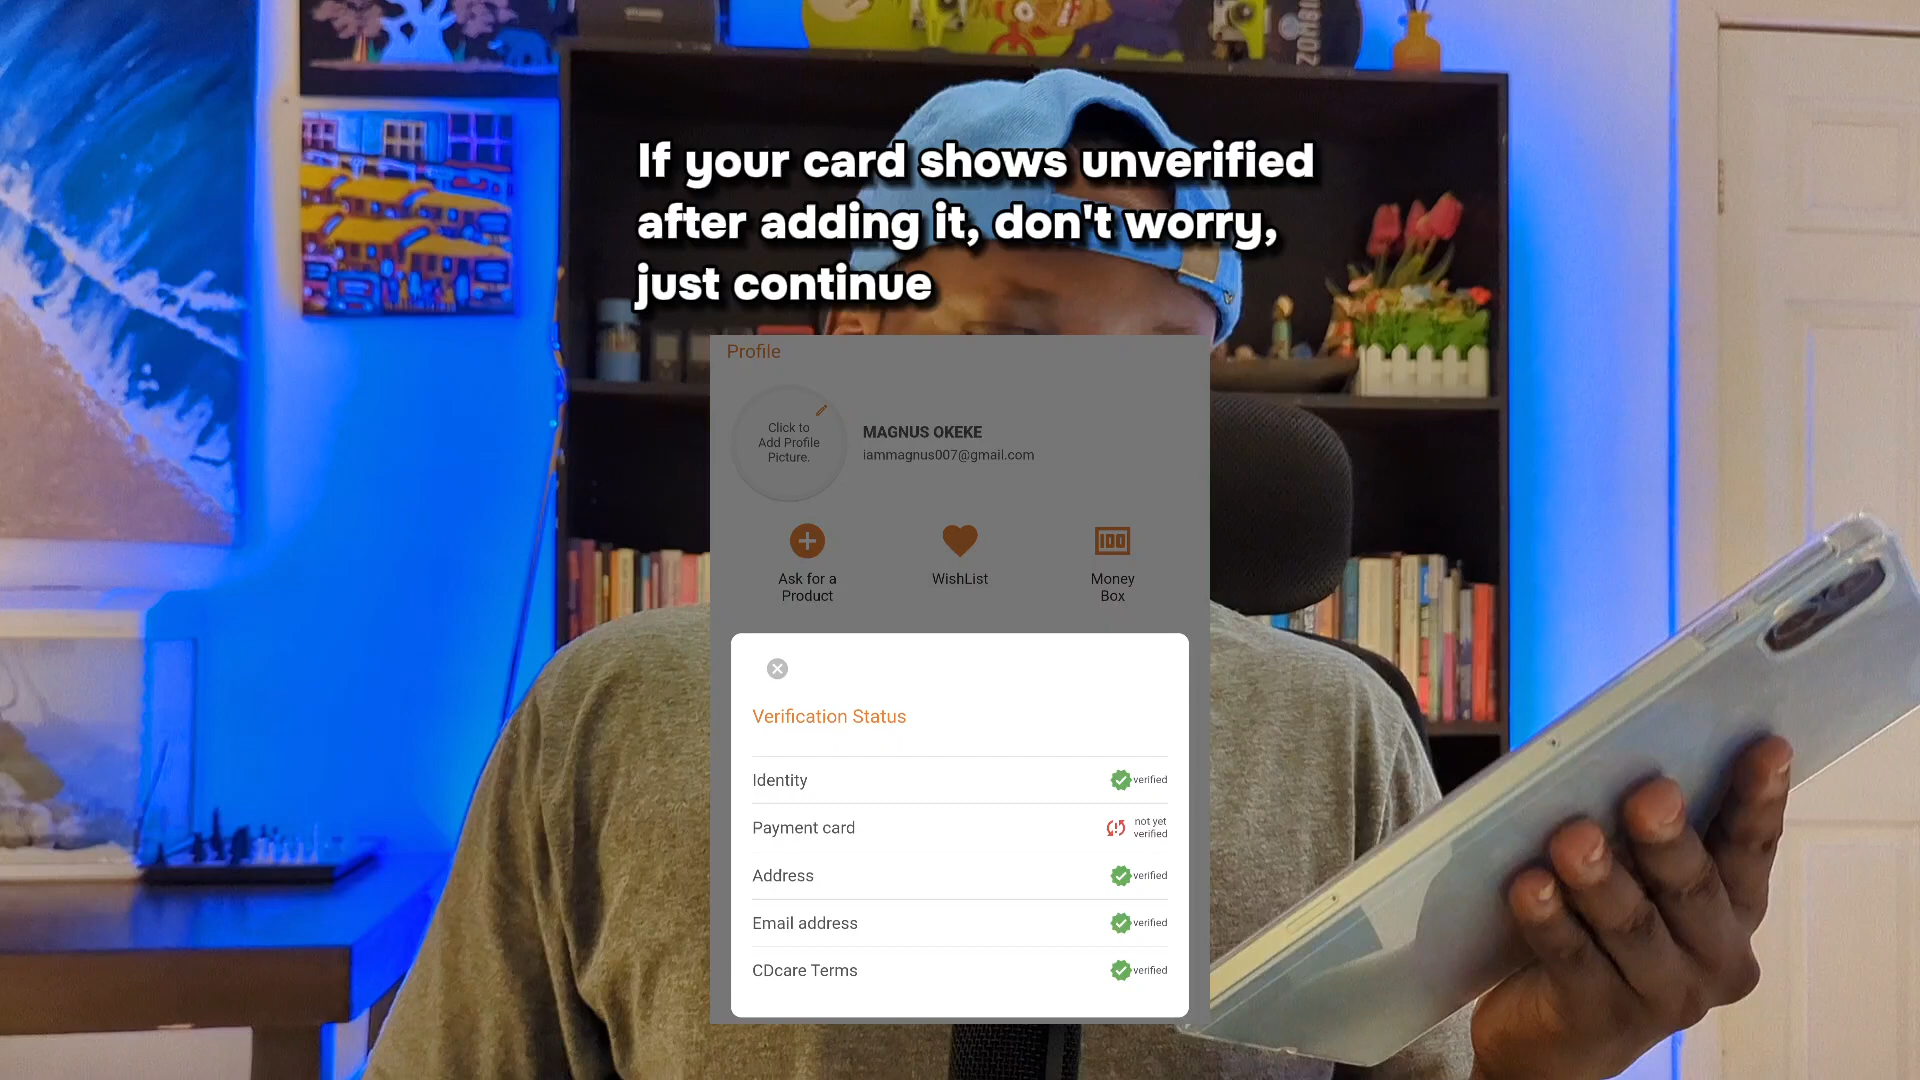 ZOMBI
If your card shows unverified
after adding it, don't worry,
just continue
Profile
Click to
Add Profile
Picture.
MAGNUS OKEKE
iammagnus007@gmail.com
Ask for a
Product
WishList
Money
Box
Verification Status
Identity verified
Payment card not yet
verified
Address verified
Email address verified
CDcare Terms verified